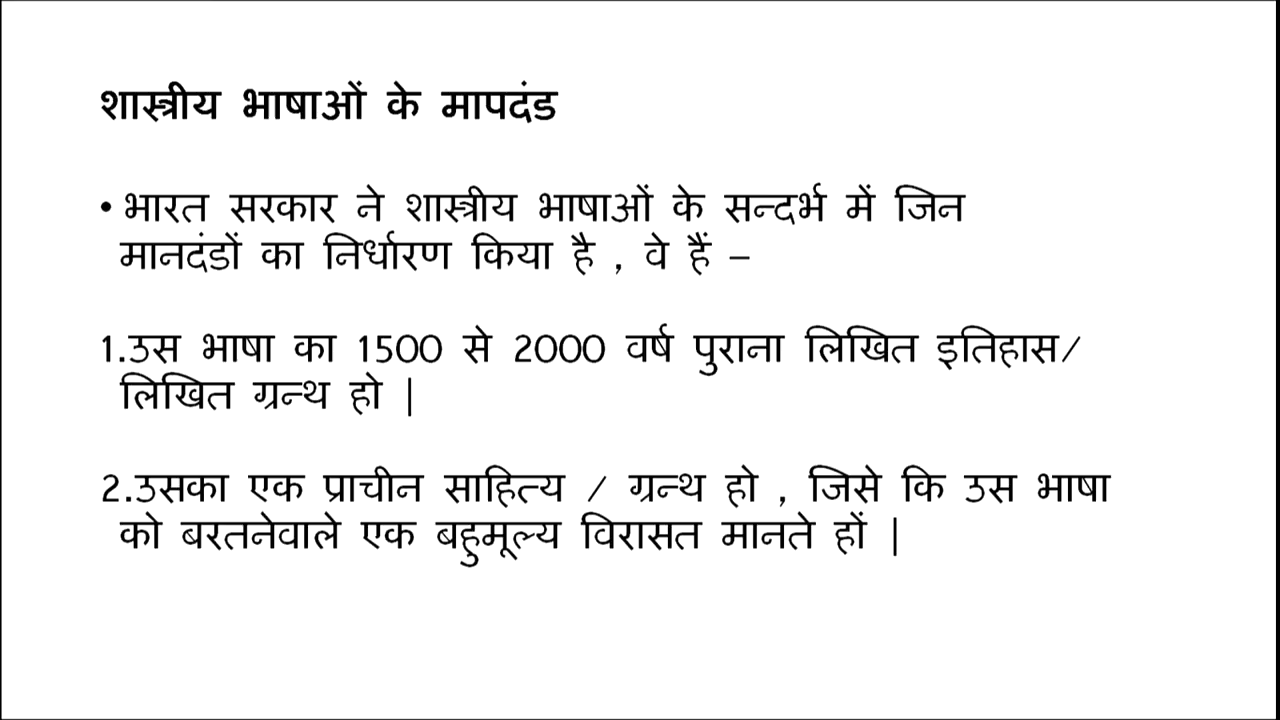 शास्त्रीय भाषाओं के मापदंड
• भारत सरकार ने शास्त्रीय भाषाओं के सन्दर्भ में जिन
मानदंडों का निर्धारण किया है , वे हैं –
1.उस भाषा का 1500 से 2000 वर्ष पुराना लिखित इतिहास/
लिखित ग्रन्थ हो |
2.उसका एक प्राचीन साहित्य / ग्रन्थ हो , जिसे कि उस भाषा
को बरतनेवाले एक बहुमूल्य विरासत मानते हों |